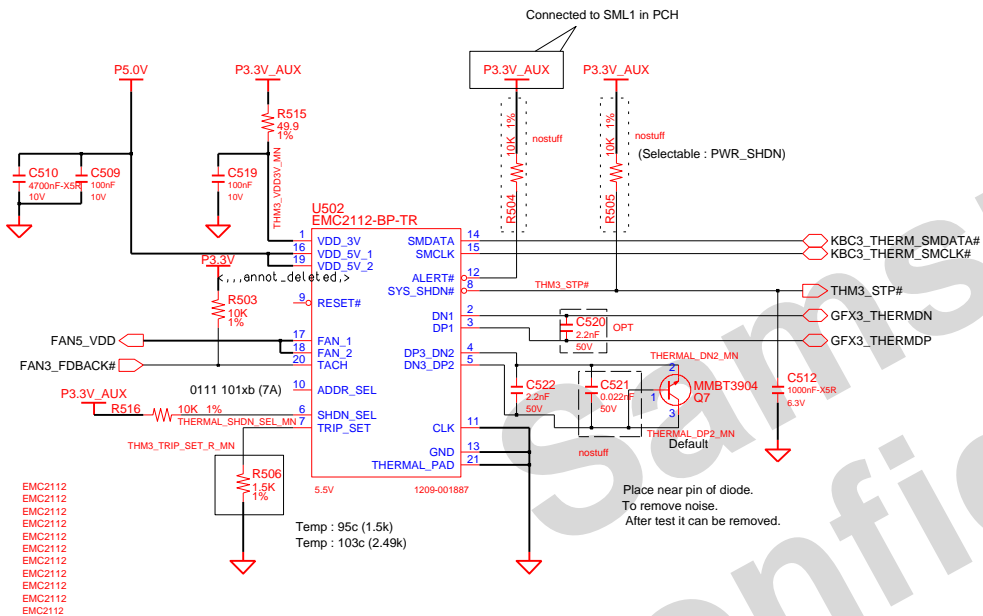 Connected to SML1 in PCH
P5.0V
P3.3V_AUX
P3.3V_AUX
P3.3V_AUX
R515
49.9
1%
nostuff
10K 1%
R504
nostuff
(Selectable : PWR_SHDN)
10K 1%
R505
C510
4700nF-X5R
10V
C509
100nF
10V
C519
100nF
10V
THM3_VDD3V_MN
U502
EMC2112-BP-TR
1 VDD_3V
16 VDD_5V_1
19 VDD_5V_2
SMDATA 14
SMCLK 15
KBC3_THERM_SMDATA#
KBC3_THERM_SMCLK#
P3.3V
<,,,annot_deleted,>
ALERT# 12
SYS_SHDN# 8
THM3_STP#
THM3_STP#
R503
10K
1%
9 RESET#
DN1 2
DP1 3
C520
2.2nF
50V
OPT
GFX3_THERMDN
GFX3_THERMDP
FAN5_VDD
FAN3_FDBACK#
17 FAN_1
18 FAN_2
20 TACH
DP3_DN2 4
DN3_DP2 5
THERMAL_DN2_MN
C522
2.2nF
50V
C521
0.022nF
50V
nostuff
2
1
3
MMBT3904
Q7
THERMAL_DP2_MN
Default
C512
1000nF-X5R
6.3V
0111 101xb (7A)
10 ADDR_SEL
P3.3V_AUX
R516
10K 1%
THERMAL_SHDN_SEL_MN
6 SHDN_SEL
7 TRIP_SET
THM3_TRIP_SET_R_MN
CLK 11
GND 13
THERMAL_PAD 21
R506
1.5K
1%
5.5V
1209-001887
Temp : 95c (1.5k)
Temp : 103c (2.49k)
Place near pin of diode.
To remove noise.
After test it can be removed.
EMC2112
EMC2112
EMC2112
EMC2112
EMC2112
EMC2112
EMC2112
EMC2112
EMC2112
EMC2112
EMC2112
Sams
onfi